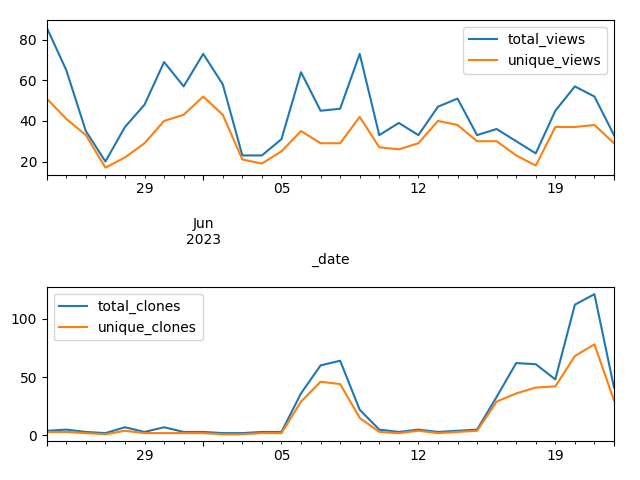 total_views
unique_views
80
60
40
20
29
05
12
19
Jun
2023
_date
total_clones
unique_clones
100
50
0
29
05
12
19